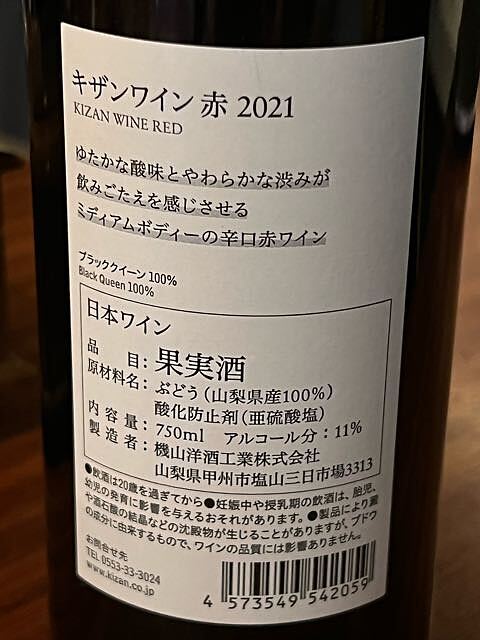 キザンワイン 赤 2021
KIZAN WINE RED
ゆたかな酸味とやわらかな渋みが
飲みごたえを感じさせる
ミディアムボディーの辛口赤ワイン
ブラッククイーン 100%
Black Queen 100%
日本ワイン
品　　目：果実酒
原材料名：ぶどう（山梨県産100%）
酸化防止剤（亜硫酸塩）
内 容 量：750ml　アルコール分：11%
製 造 者：機山洋酒工業株式会社
山梨県甲州市塩山三日市場3313
●飲酒は20歳を過ぎてから●妊娠中や授乳期の飲酒は、胎児、
幼児の発育に影響を与えるおそれがあります。●製品により素
や酒石酸の結晶などの沈殿物が生じることがありますが、ブドウ
の成分に由来するもので、ワインの品質には影響ありません。
お問合せ先
TEL 0553-33-3024
www.kizan.co.jp
4 573549 542059